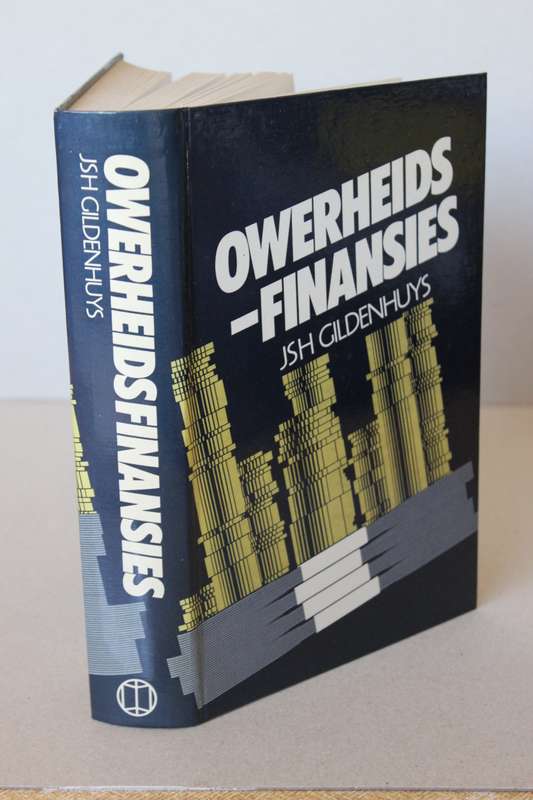 OWERHEIDS
-FINANSIES
JSH GILDENHUYS
JSH GILDENHUYS
OWERHEIDSFINANSIES